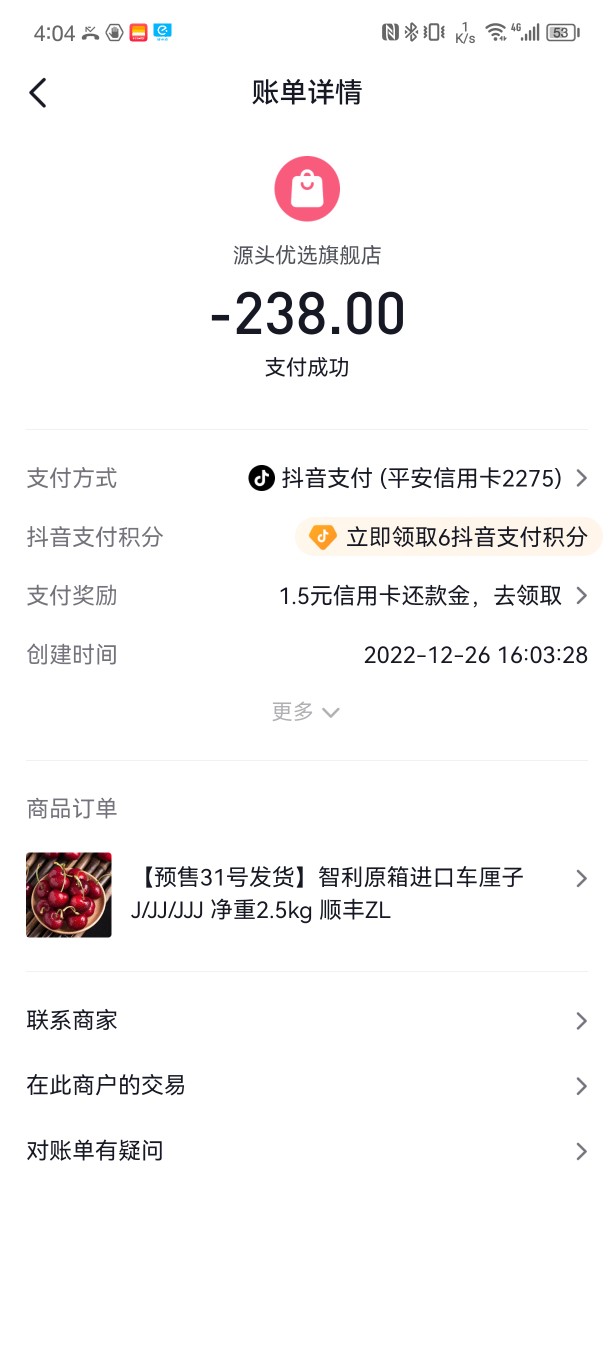 4:04
1
K/s
4G
53
账单详情
源头优选旗舰店
-238.00
支付成功
支付方式 抖音支付 (平安信用卡2275)
抖音支付积分 立即领取6抖音支付积分
支付奖励 1.5元信用卡还款金，去领取
创建时间 2022-12-26 16:03:28
更多
商品订单
【预售31号发货】智利原箱进口车厘子
J/JJ/JJJ 净重2.5kg 顺丰ZL
联系商家
在此商户的交易
对账单有疑问